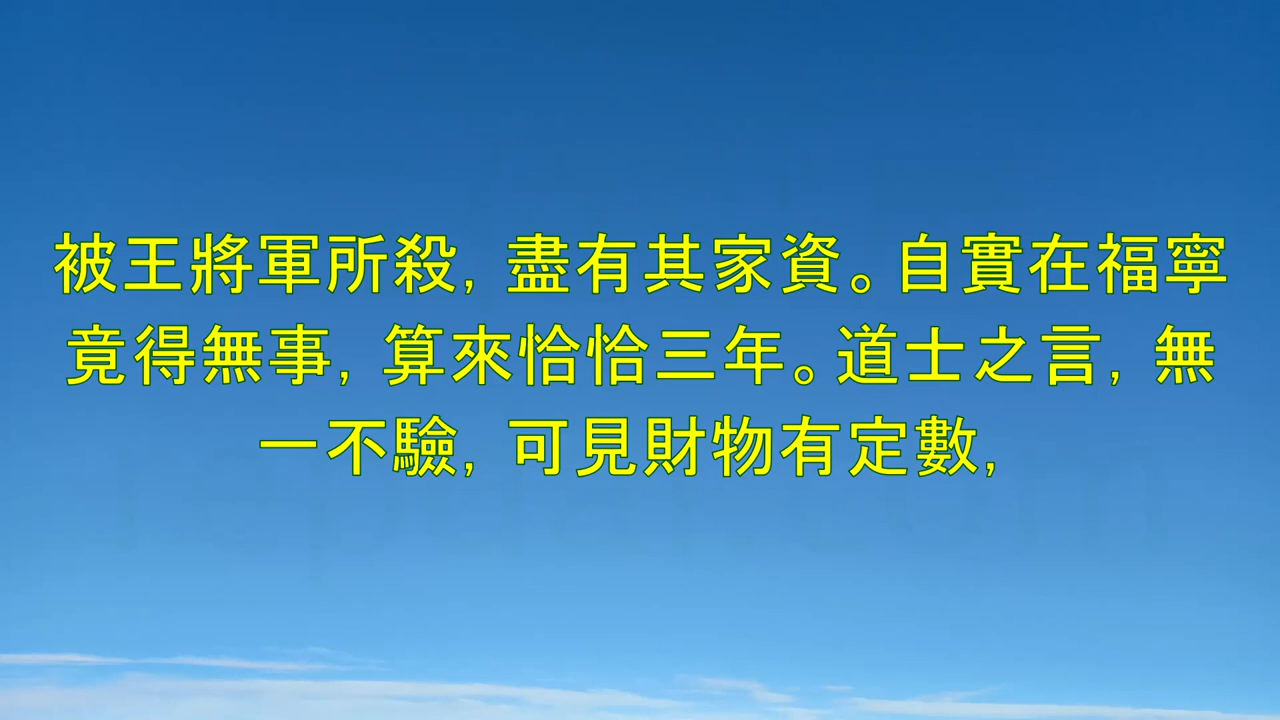 被王將軍所殺，盡有其家資。自實在福寧
竟得無事，算來恰恰三年。道士之言，無
一不驗，可見財物有定數，